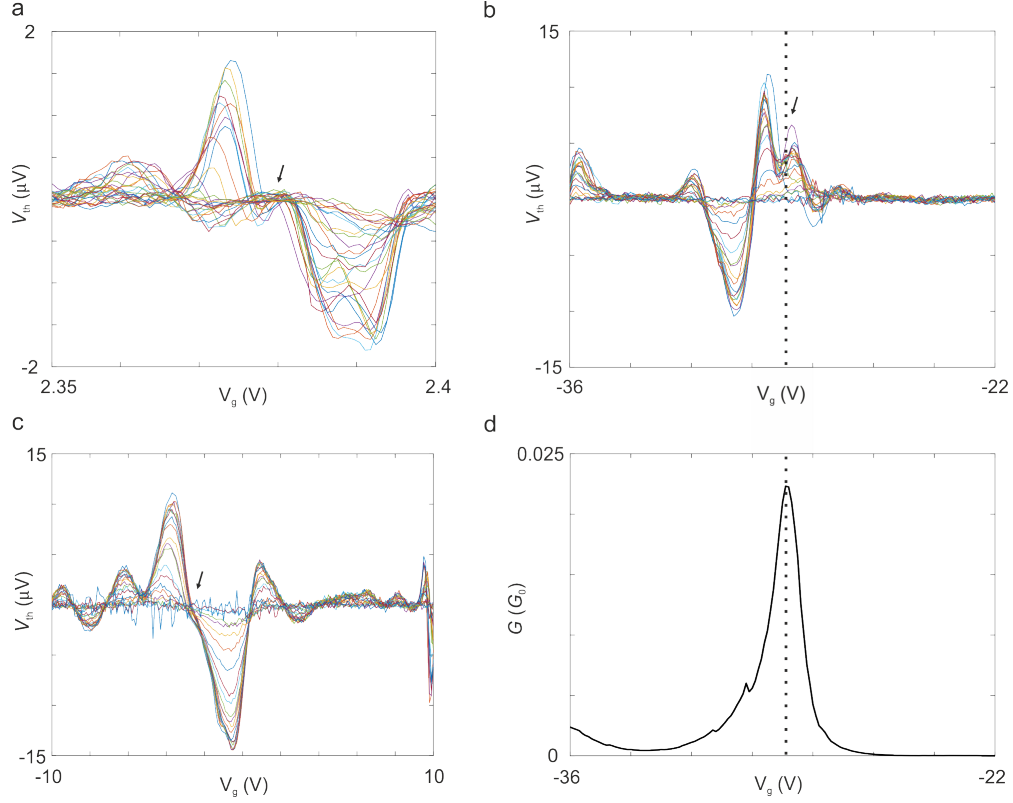 a
2
V_th (μV)
-2
2.35
V_g (V)
2.4
b
15
V_th (μV)
-15
-36
V_g (V)
-22
c
15
V_th (μV)
-15
-10
V_g (V)
10
d
0.025
G (G_0)
0
-36
V_g (V)
-22